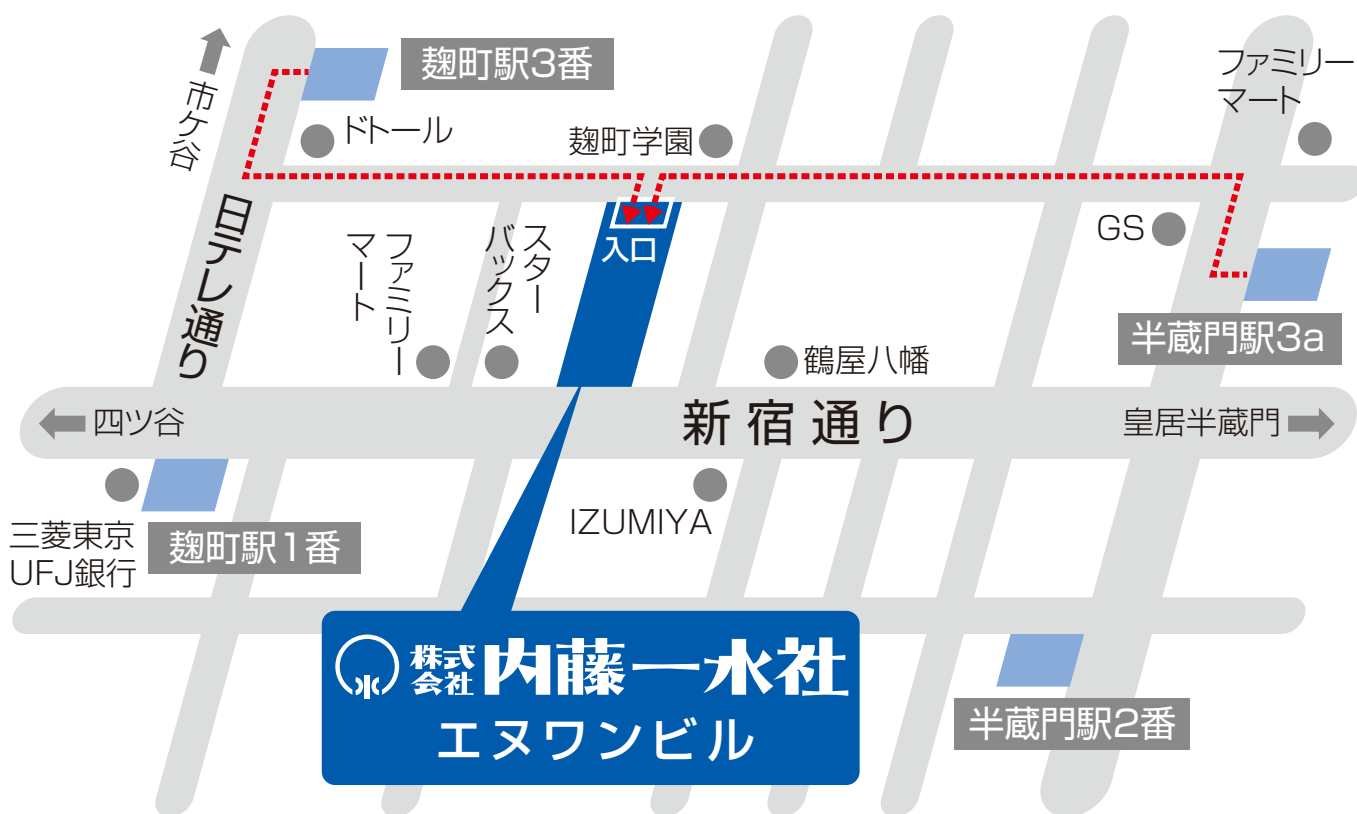 市ケ谷
麹町駅3番
ファミリー
マート
ドトール
麹町学園
日テレ通り
ファミリー
マート
スター
バックス
入口
GS
半蔵門駅3a
鶴屋八幡
四ツ谷
新宿通り
皇居半蔵門
三菱東京
UFJ銀行
麹町駅1番
IZUMIYA
株式
会社
内藤一水社
エヌワンビル
半蔵門駅2番